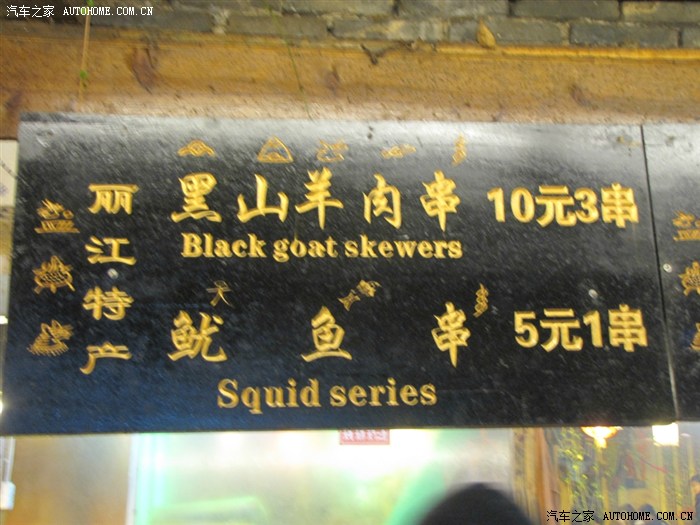 汽车之家 AUTOHOME.COM.CN
丽江特产
黑山羊肉串 10元3串
Black goat skewers
鱿鱼串 5元1串
Squid series
汽车之家 AUTOHOME.COM.CN